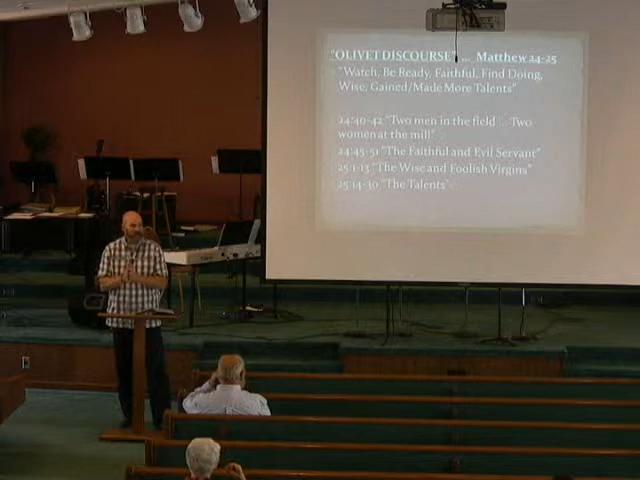 "OLIVET DISCOURSE" ... Matthew 24-25
"Watch, Be Ready, Faithful, Find Doing,
Wise, Gained/Made More Talents"
24:40-42 "Two men in the field ... Two
women at the mill"
24:45-51 "The Faithful and Evil Servant"
25:1-13 "The Wise and Foolish Virgins"
25:14-30 "The Talents"